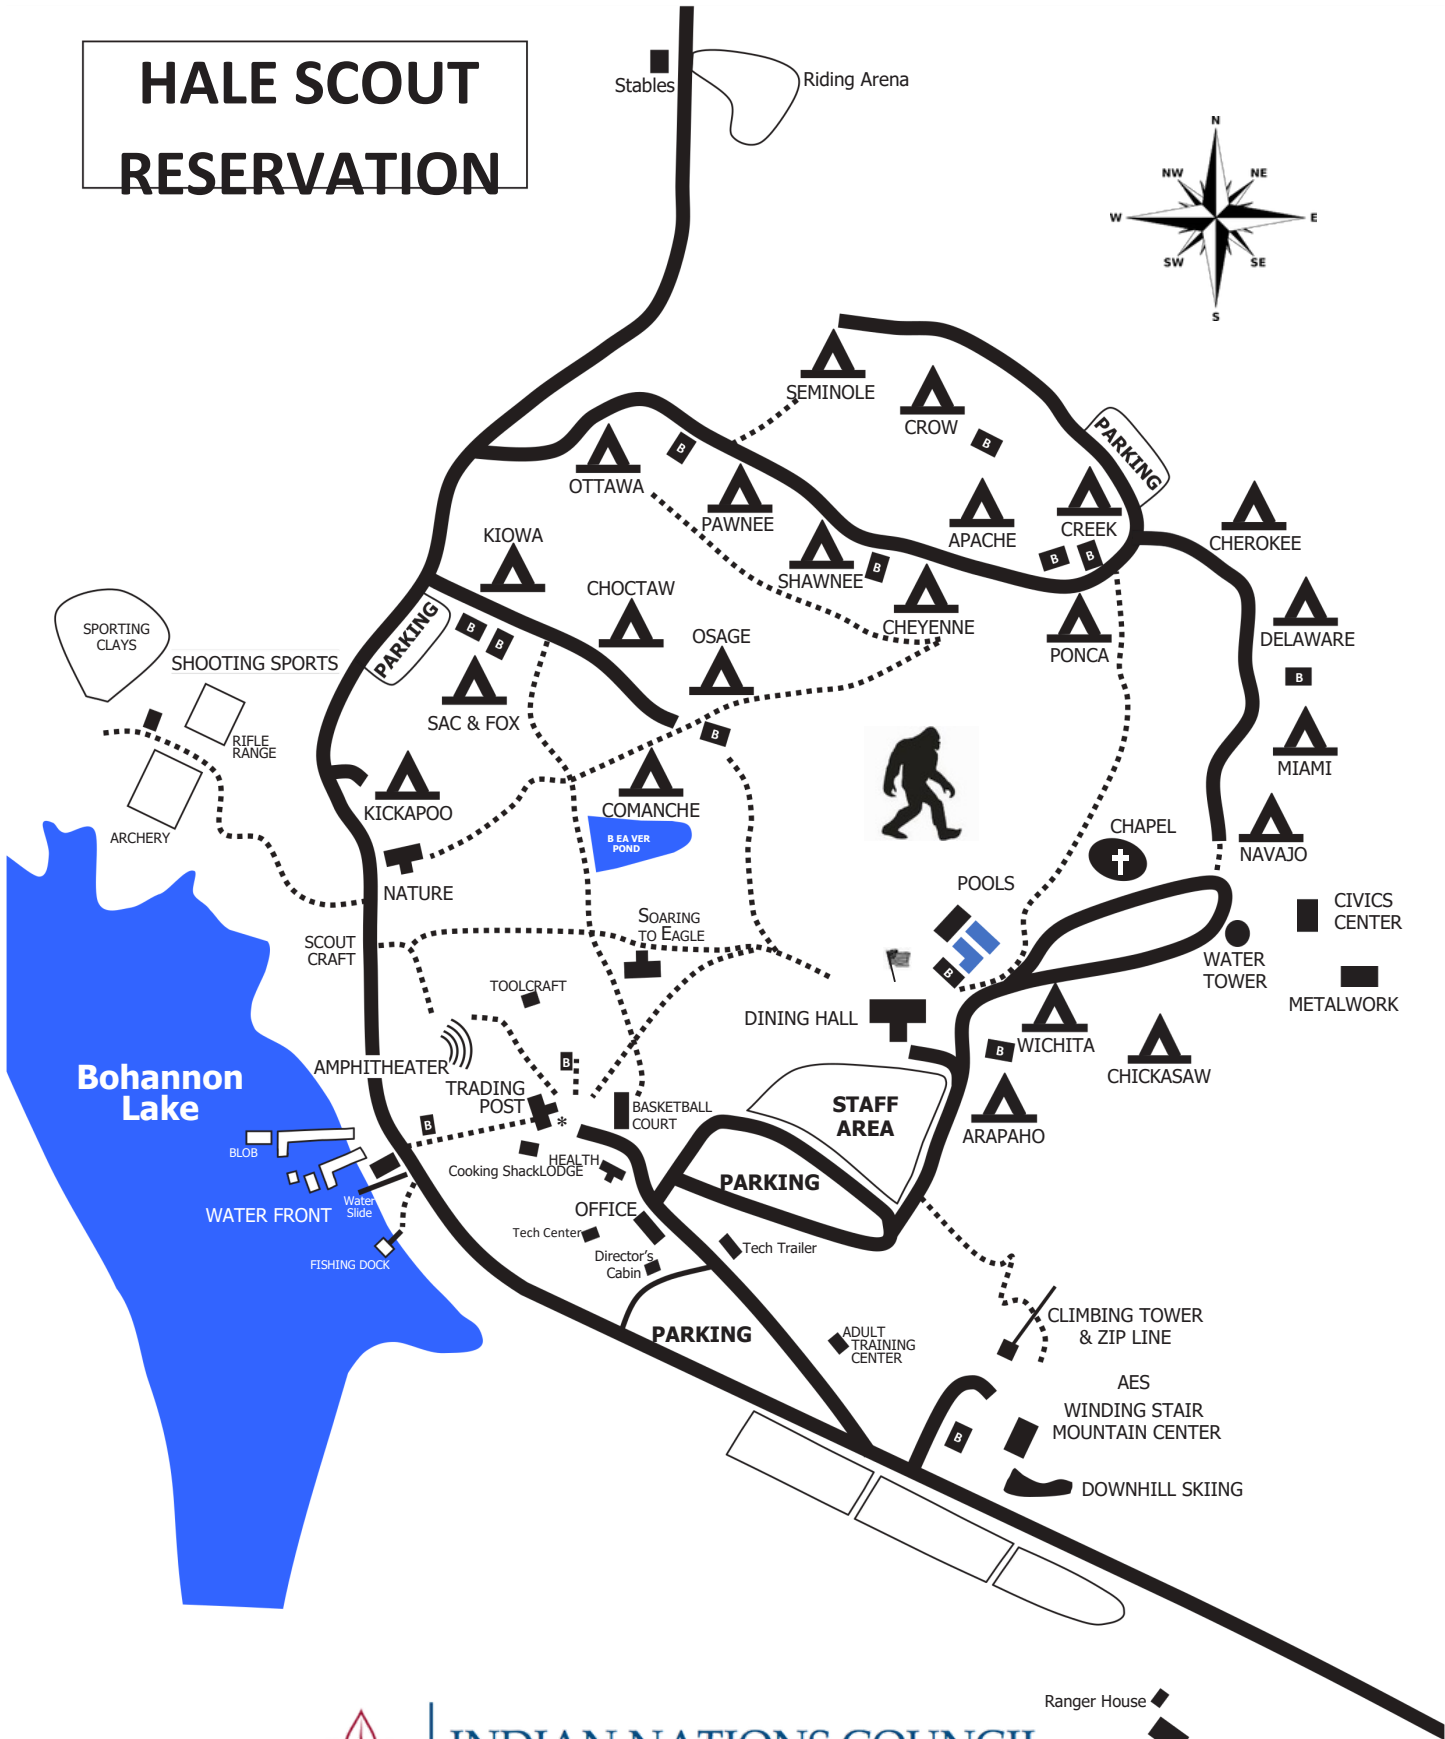 HALE SCOUT
RESERVATION
Stables
Riding Arena
N
NW
NE
W
E
SW
SE
S
SEMINOLE
CROW
B
PARKING
OTTAWA
B
PAWNEE
APACHE
CREEK
CHEROKEE
KIOWA
SHAWNEE
B
B
B
CHOCTAW
CHEYENNE
PONCA
DELAWARE
SPORTING
CLAYS
PARKING
B
B
OSAGE
SHOOTING SPORTS
B
SAC & FOX
B
RIFLE
RANGE
MIAMI
KICKAPOO
COMANCHE
ARCHERY
B EA VER
POND
CHAPEL
NAVAJO
NATURE
POOLS
CIVICS
CENTER
SCOUT
CRAFT
SOARING
TO EAGLE
B
WATER
TOWER
TOOLCRAFT
METALWORK
DINING HALL
WICHITA
B
AMPHITHEATER
B
CHICKASAW
Bohannon
Lake
TRADING
POST
*
BASKETBALL
COURT
STAFF
AREA
ARAPAHO
B
BLOB
Cooking Shack
HEALTH
LODGE
PARKING
Water
Slide
WATER FRONT
OFFICE
Tech Center
Tech Trailer
Director's
Cabin
FISHING DOCK
PARKING
ADULT
TRAINING
CENTER
CLIMBING TOWER
& ZIP LINE
AES
WINDING STAIR
MOUNTAIN CENTER
B
DOWNHILL SKIING
Ranger House
INDIAN NATIONS COUNCIL